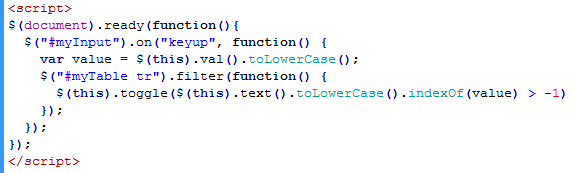 <script>
$(document).ready(function(){
  $("#myInput").on("keyup", function() {
    var value = $(this).val().toLowerCase();
    $("#myTable tr").filter(function() {
      $(this).toggle($(this).text().toLowerCase().indexOf(value) > -1)
    });
  });
});
</script>